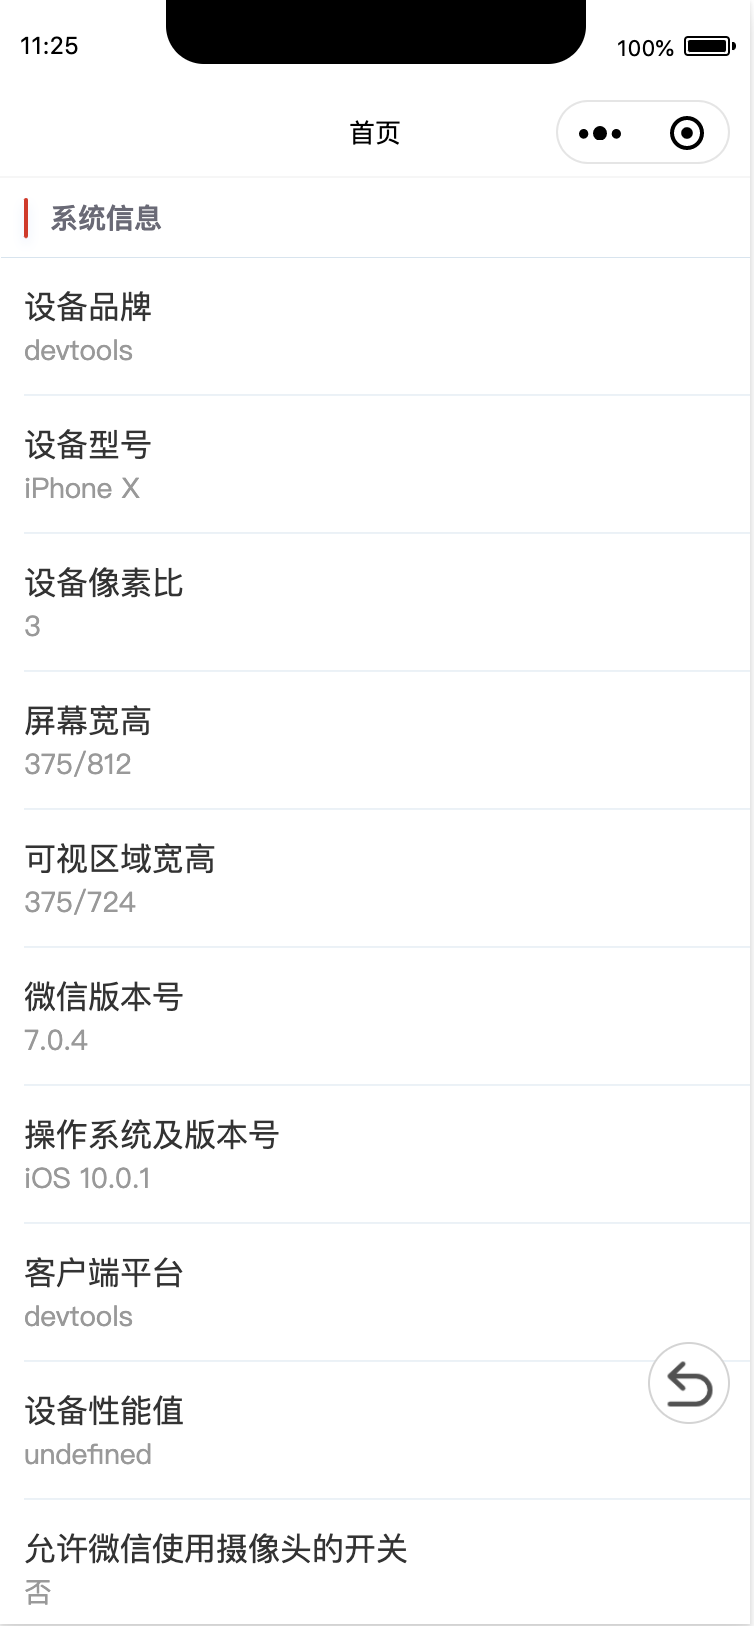 11:25
100%
首页
系统信息
设备品牌
devtools
设备型号
iPhone X
设备像素比
3
屏幕宽高
375/812
可视区域宽高
375/724
微信版本号
7.0.4
操作系统及版本号
iOS 10.0.1
客户端平台
devtools
设备性能值
undefined
允许微信使用摄像头的开关
否